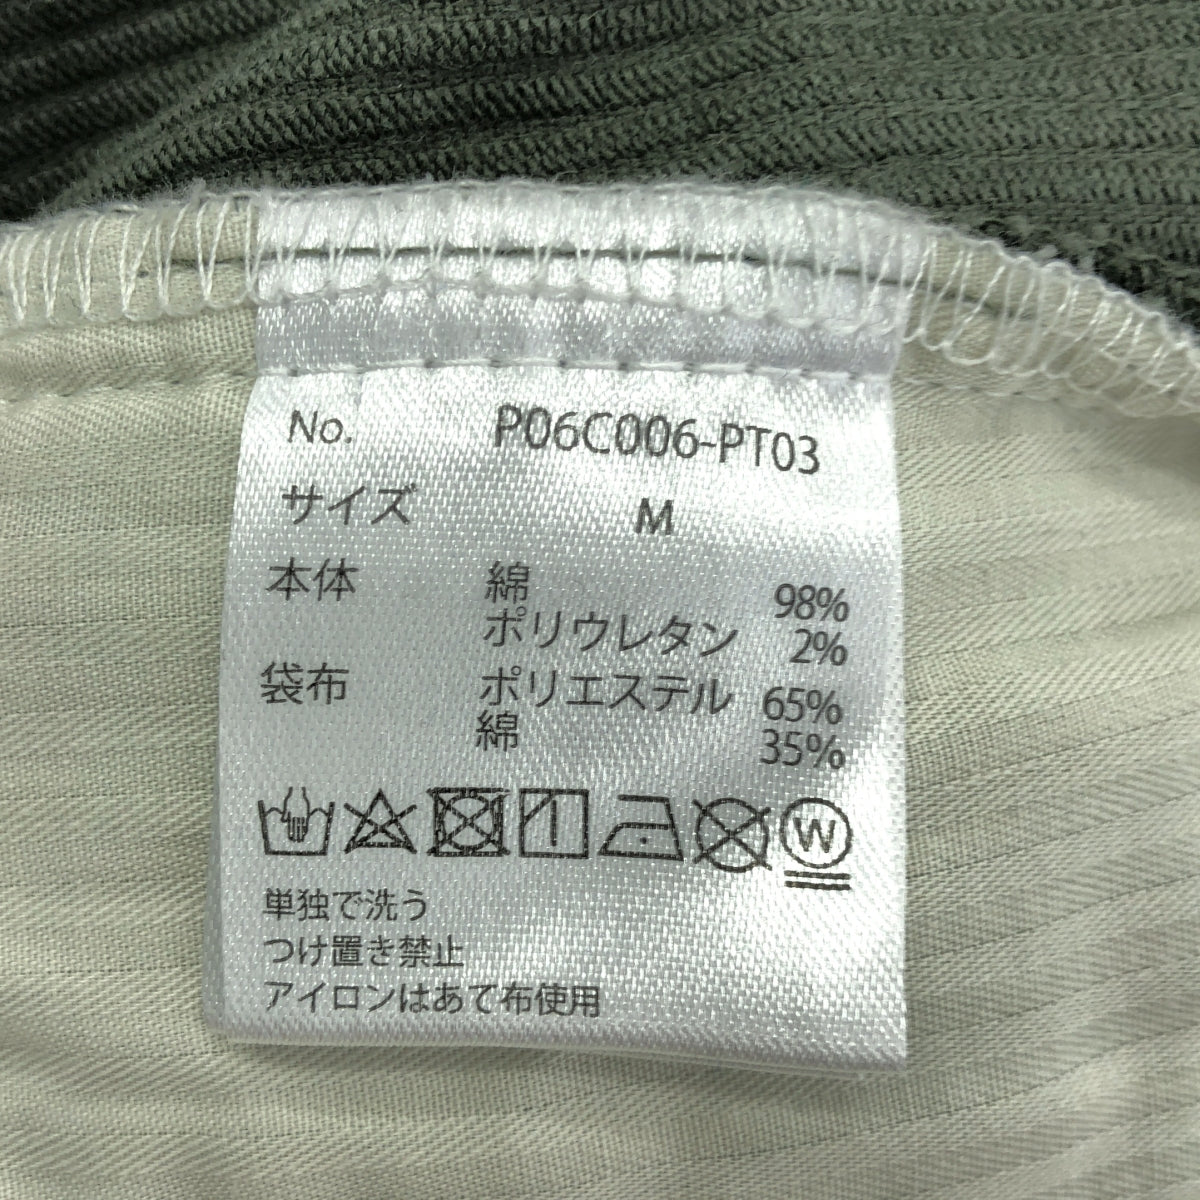 No. P06C006-PT03
サイズ M
本体 綿 98%
ポリウレタン 2%
袋布 ポリエステル 65%
綿 35%
W
単独で洗う
つけ置き禁止
アイロンはあて布使用